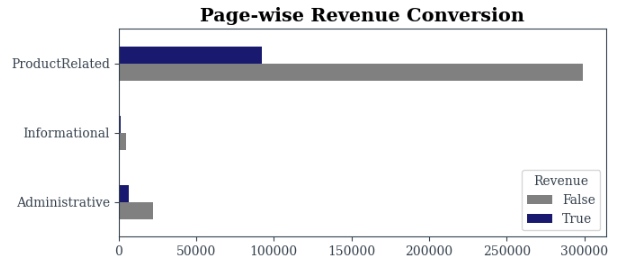 Page-wise Revenue Conversion
ProductRelated
Informational
Administrative
Revenue
False
True
0 50000 100000 150000 200000 250000 300000